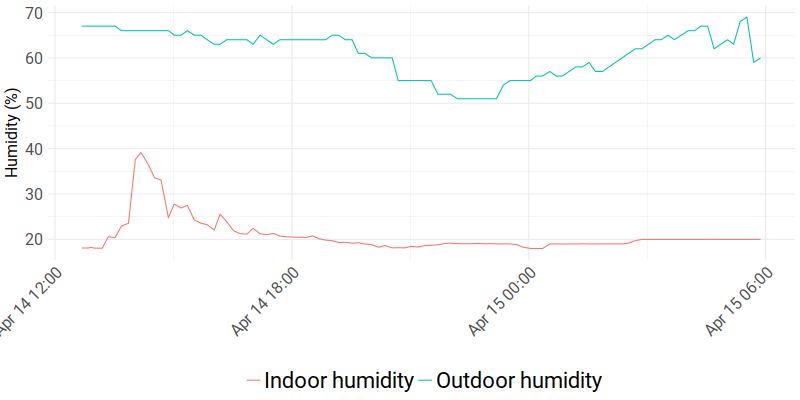 70
60
50
40
30
20
Humidity (%)
Apr 14 12:00
Apr 14 18:00
Apr 15 00:00
Apr 15 06:00
Indoor humidity
Outdoor humidity